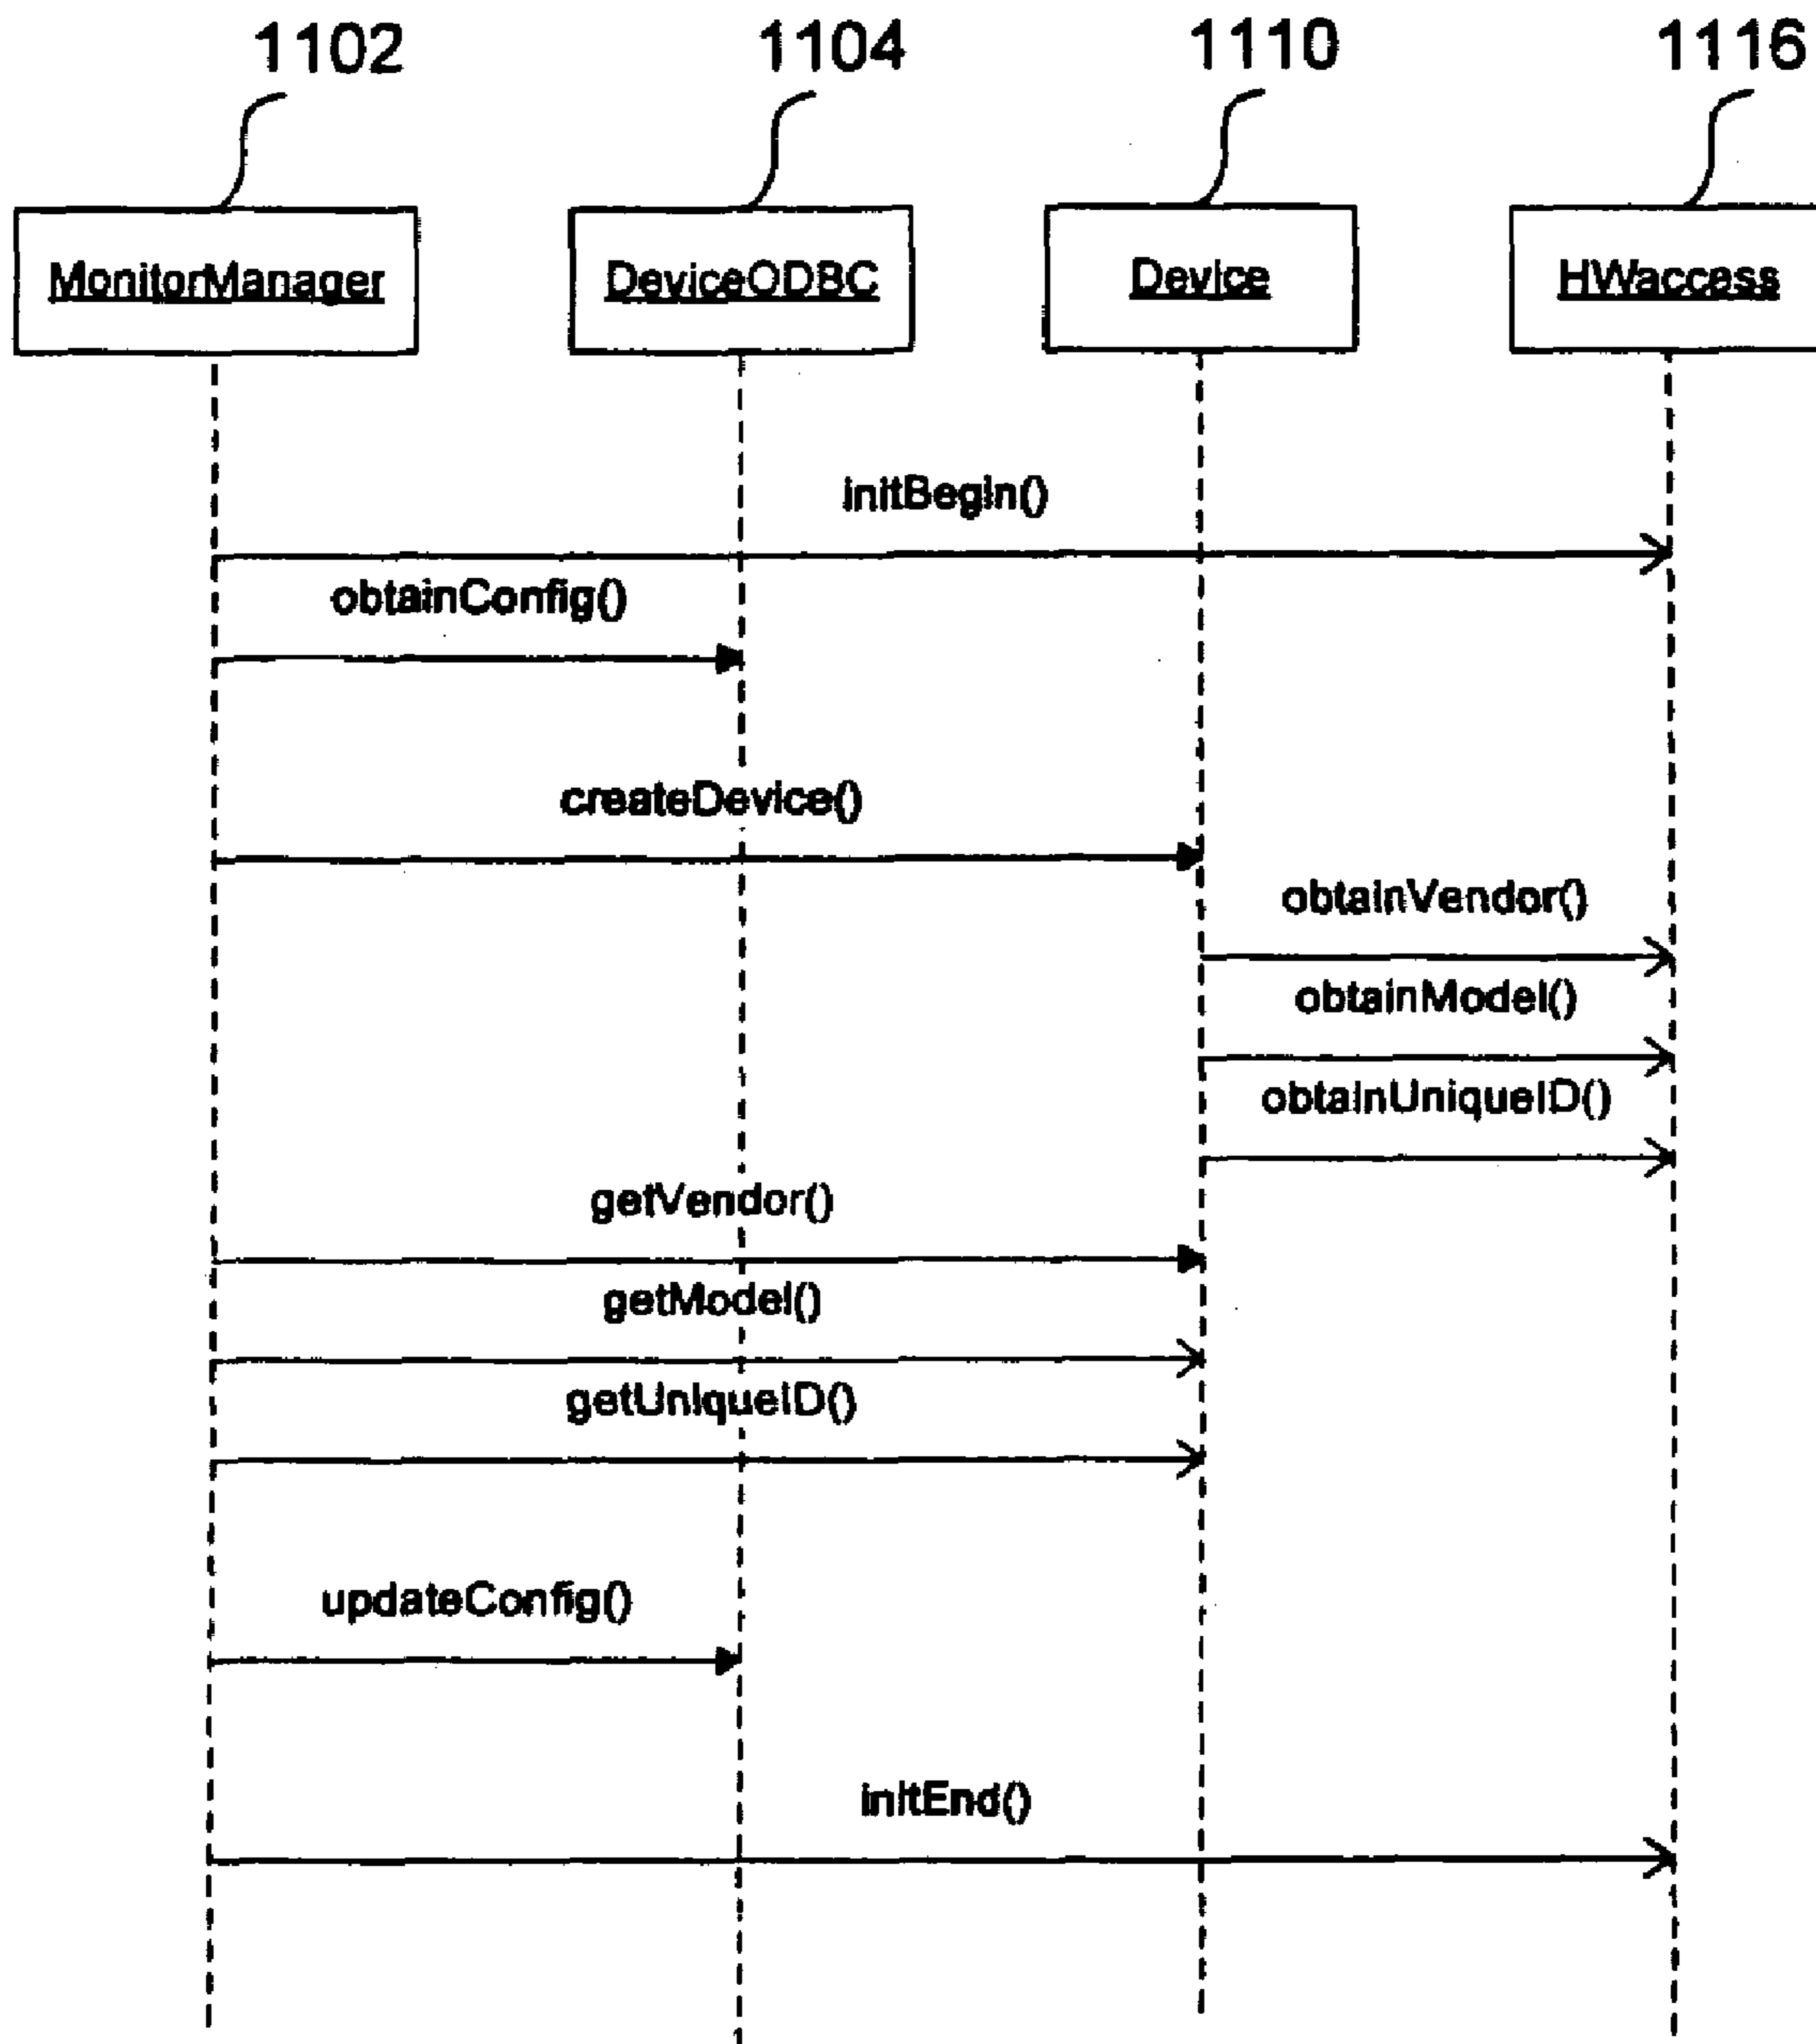 1102 1104 1110 1116
MonitorManager DeviceODBC Device HWaccess
initBegin()
obtainConfig()
createDevice()
obtainVendor()
obtainModel()
obtainUniqueID()
getVendor()
getModel()
getUniqueID()
updateConfig()
initEnd()